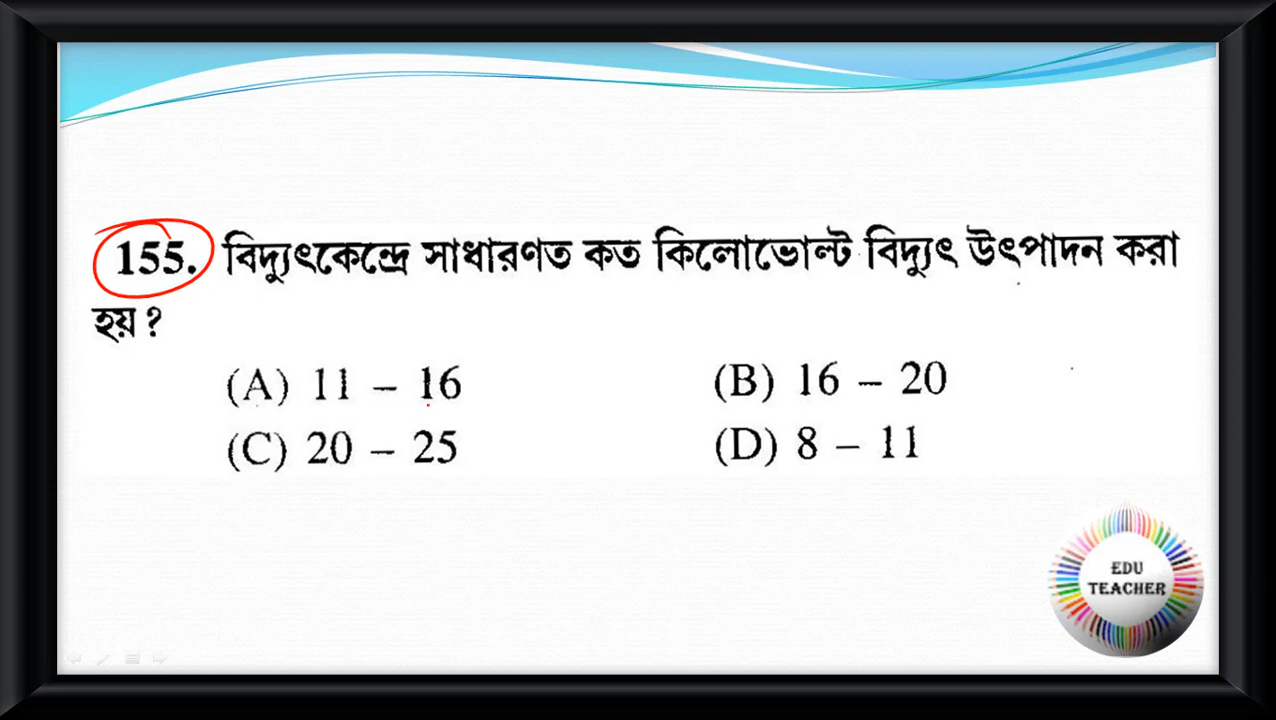 155. বিদ্যুৎকেন্দ্রে সাধারণত কত কিলোভোল্ট বিদ্যুৎ উৎপাদন করা
হয় ?
(A) 11 – 16 (B) 16 – 20
(C) 20 – 25 (D) 8 – 11
EDU
TEACHER